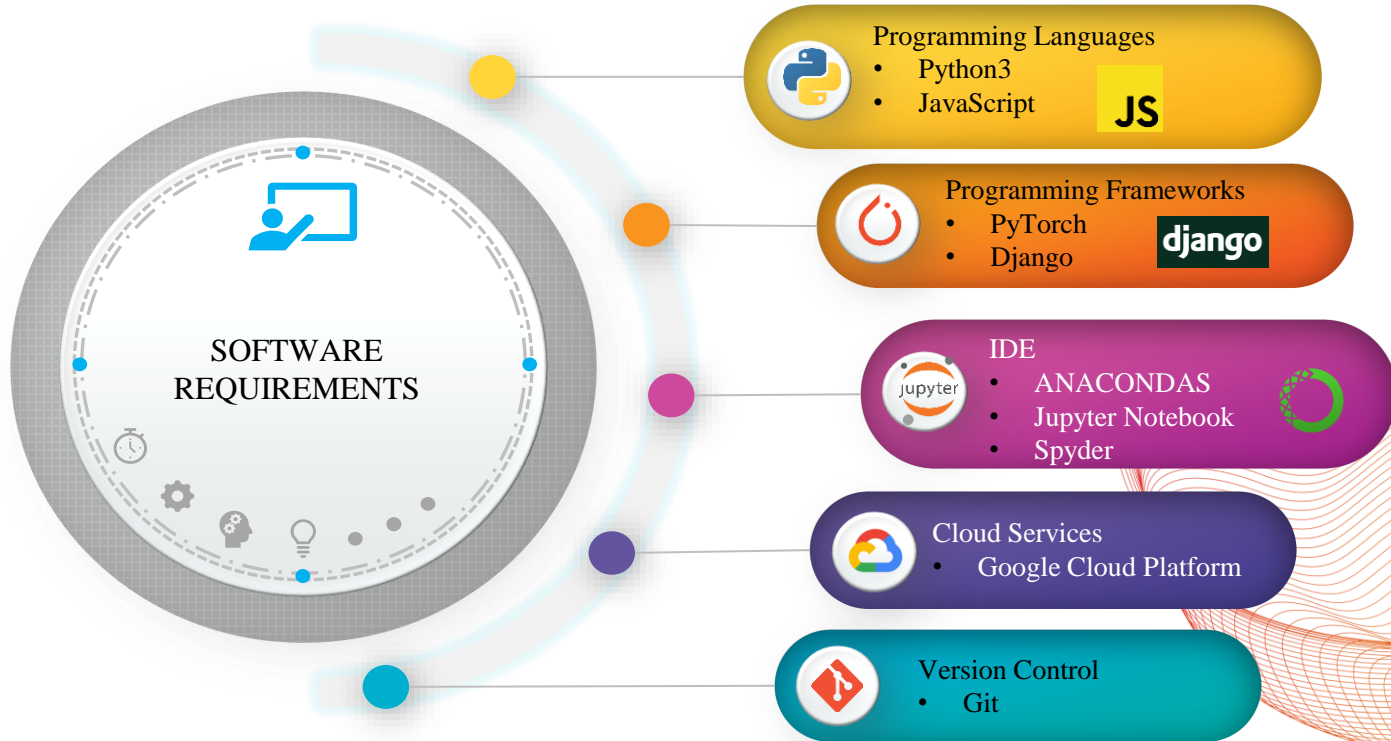 SOFTWARE
REQUIREMENTS
Programming Languages
• Python3
• JavaScript
JS
Programming Frameworks
• PyTorch
• Django
django
IDE
• ANACONDAS
• Jupyter Notebook
• Spyder
jupyter
Cloud Services
• Google Cloud Platform
Version Control
• Git